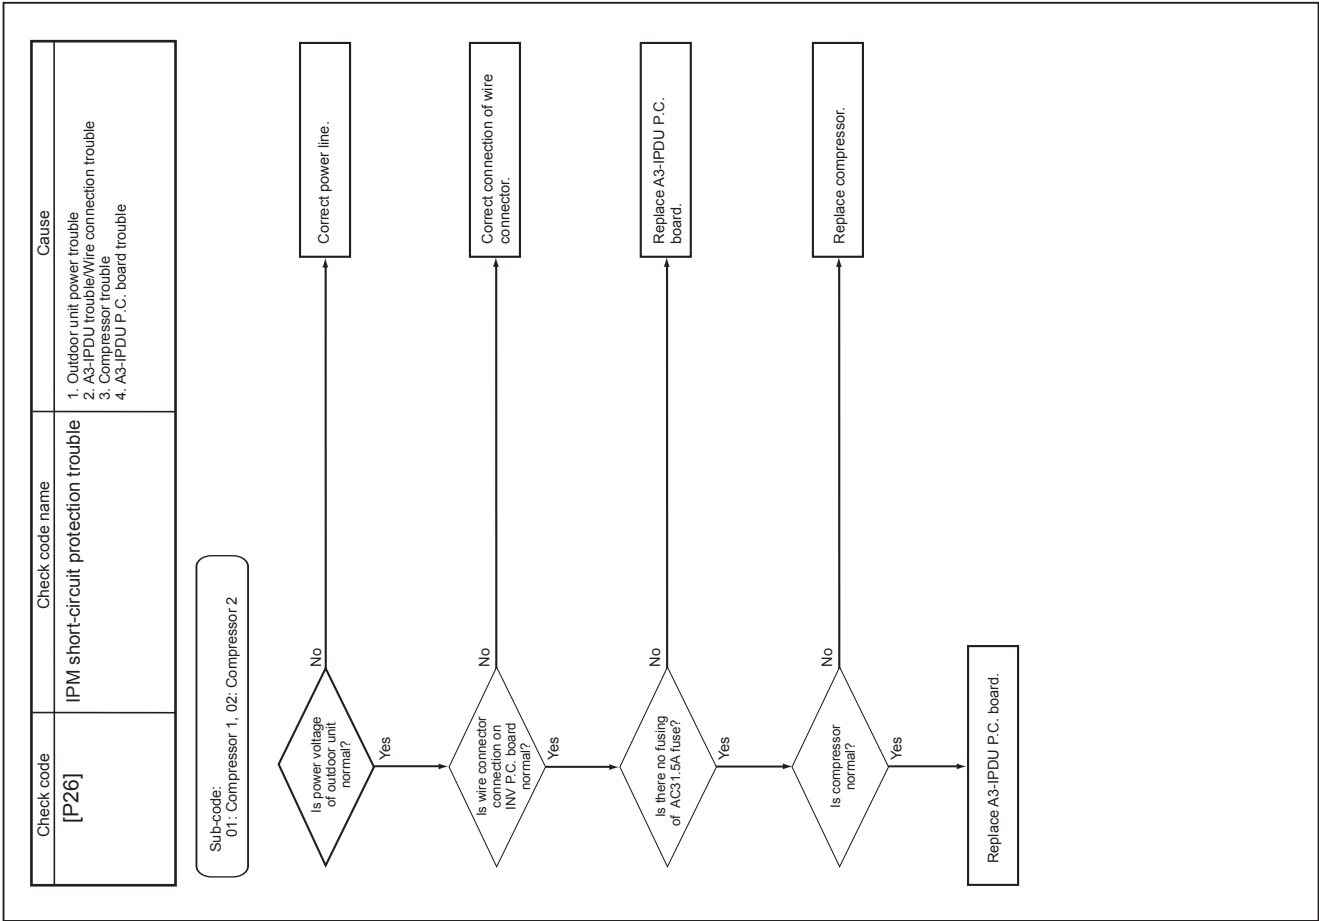 Check code
Check code name
Cause
[P26]
IPM short-circuit protection trouble
1. Outdoor unit power trouble
2. A3-IPDU trouble/Wire connection trouble
3. Compressor trouble
4. A3-IPDU P.C. board trouble
Sub-code:
01: Compressor 1, 02: Compressor 2
Is power voltage
of outdoor unit
normal?
No
Correct power line.
Yes
Is wire connector
connection on
INV P.C. board
normal?
No
Correct connection of wire
connector.
Yes
Is there no fusing
of AC31.5A fuse?
No
Replace A3-IPDU P.C.
board.
Yes
Is compressor
normal?
No
Replace compressor.
Yes
Replace A3-IPDU P.C. board.